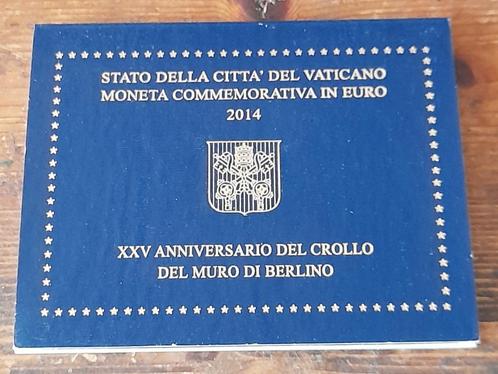 STATO DELLA CITTA' DEL VATICANO
MONETA COMMEMORATIVA IN EURO
2014
XXV ANNIVERSARIO DEL CROLLO
DEL MURO DI BERLINO